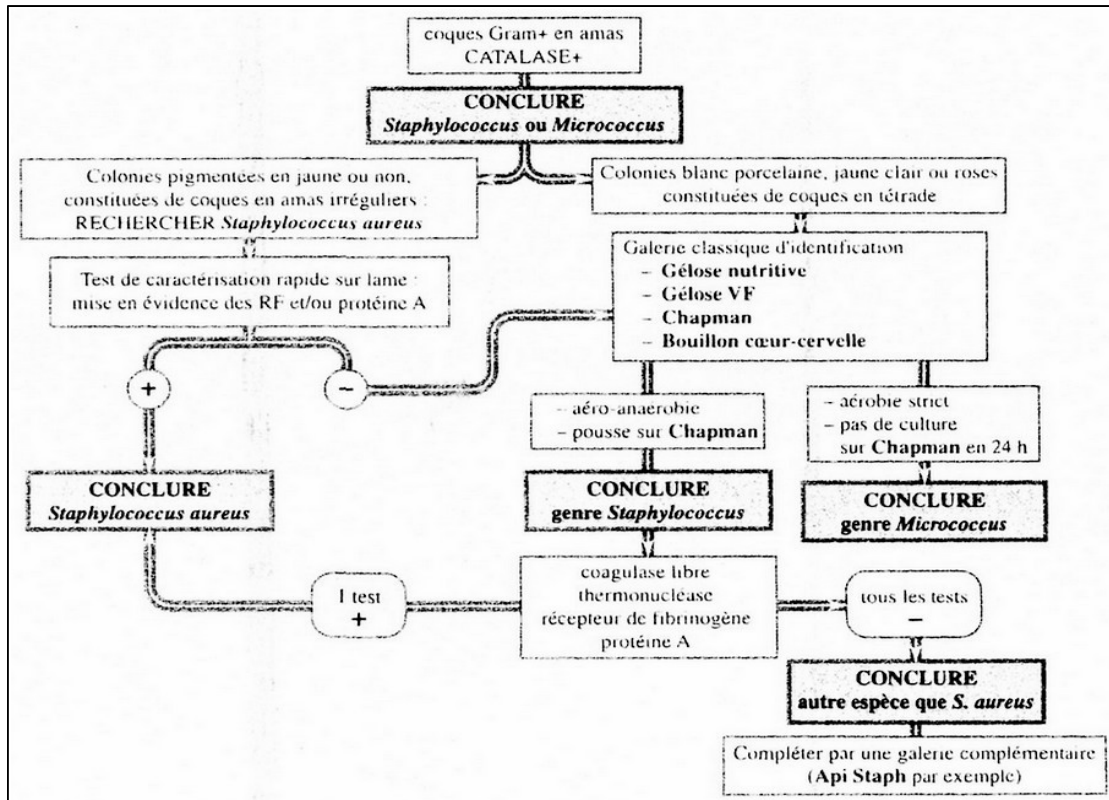 coques Gram+ en amas
CATALASE+
CONCLURE
Staphylococcus ou Micrococcus
Colonies pigmentées en jaune ou non,
constituées de coques en amas irréguliers :
RECHERCHER Staphylococcus aureus
Colonies blanc porcelaine, jaune clair ou roses
constituées de coques en tétrade
Test de caractérisation rapide sur lame :
mise en évidence des RF et/ou protéine A
Galerie classique d'identification
– Gélose nutritive
– Gélose VF
– Chapman
– Bouillon cœur-cervelle
+
–
– aéro-anaérobie
– pousse sur Chapman
– aérobie strict
– pas de culture
sur Chapman en 24 h
CONCLURE
Staphylococcus aureus
CONCLURE
genre Staphylococcus
CONCLURE
genre Micrococcus
1 test
+
coagulase libre
thermonucléase
récepteur de fibrinogène
protéine A
tous les tests
–
CONCLURE
autre espèce que S. aureus
Compléter par une galerie complémentaire
(Api Staph par exemple)